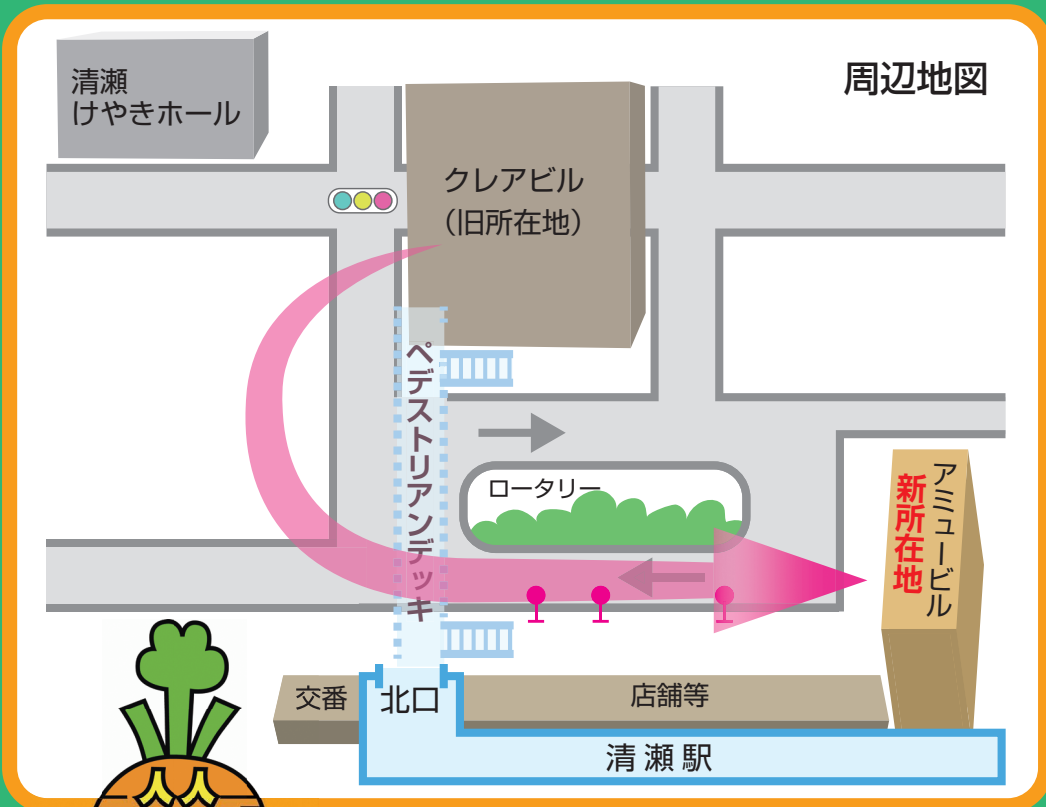 周辺地図
清瀬
けやきホール
クレアビル
（旧所在地）
ペデストリアンデッキ
ロータリー
アミュービル
新所在地
交番
北口
店舗等
清瀬駅